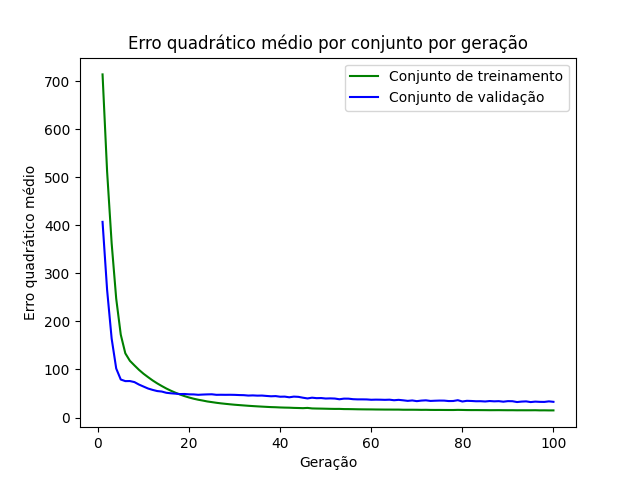 Erro quadrático médio por conjunto por geração
Conjunto de treinamento
Conjunto de validação
Erro quadrático médio
700
600
500
400
300
200
100
0
0 20 40 60 80 100
Geração